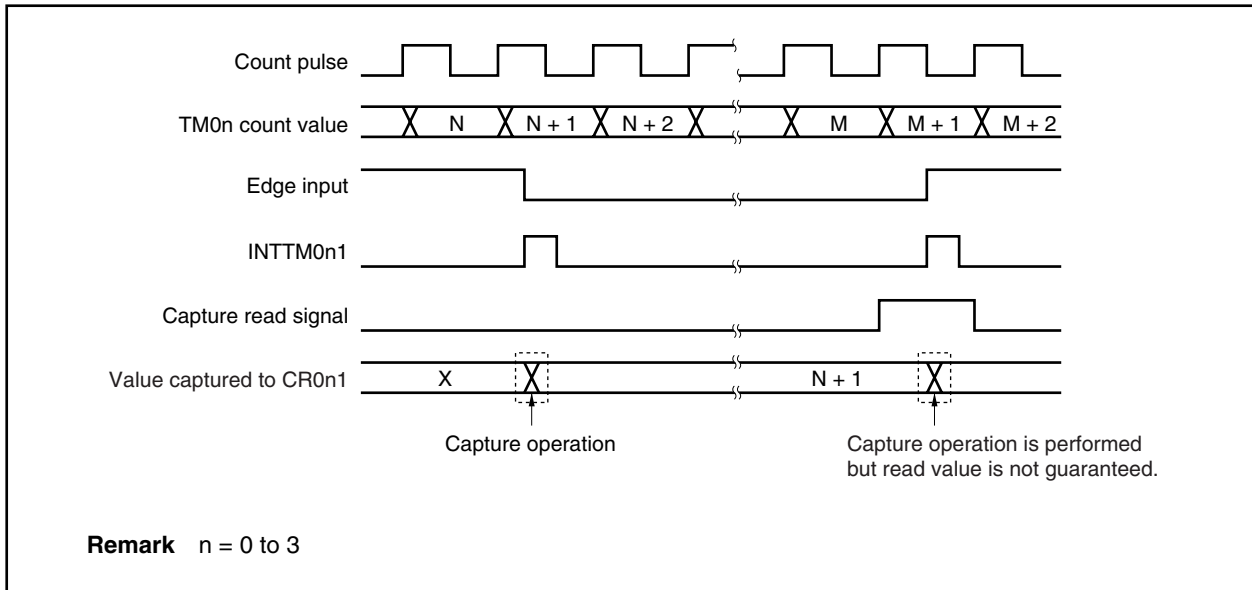 Count pulse
TM0n count value
N
N + 1
N + 2
M
M + 1
M + 2
Edge input
INTTM0n1
Capture read signal
Value captured to CR0n1
X
N + 1
Capture operation
Capture operation is performed
but read value is not guaranteed.
Remark n = 0 to 3